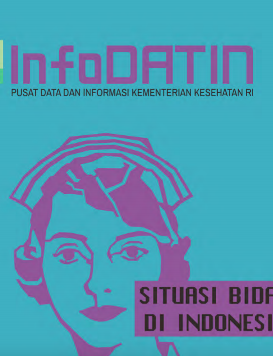 InfoDATIN
PUSAT DATA DAN INFORMASI KEMENTERIAN KESEHATAN RI
SITUASI BIDA
DI INDONESI